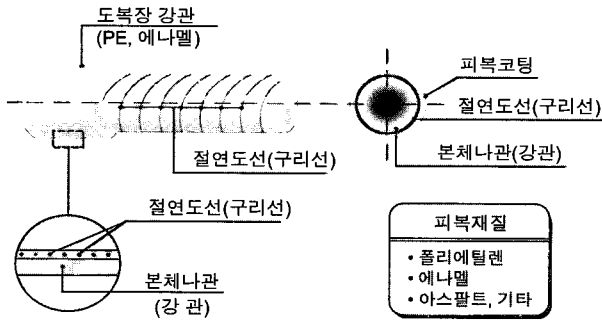 도복장 강관
(PE, 에나멜)
피복코팅
절연도선(구리선)
본체나관(강관)
절연도선(구리선)
절연도선(구리선)
본체나관
(강 관)
피복재질
• 폴리에틸렌
• 에나멜
• 아스팔트, 기타